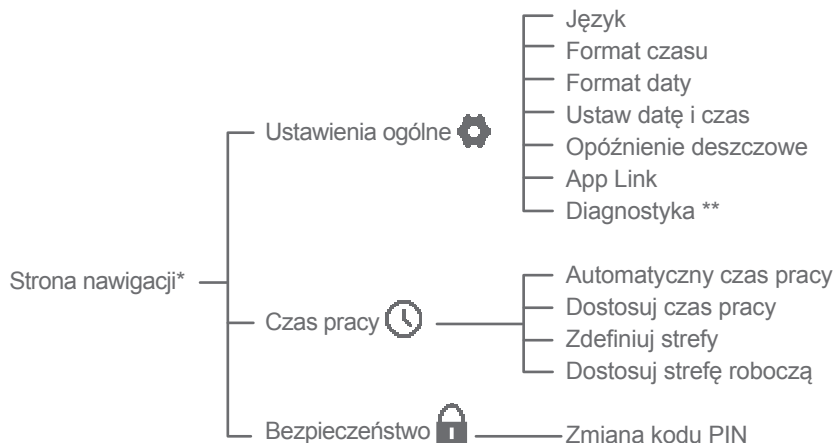 Strona nawigacji*
Ustawienia ogólne
Język
Format czasu
Format daty
Ustaw datę i czas
Opóźnienie deszczowe
App Link
Diagnostyka **
Czas pracy
Automatyczny czas pracy
Dostosuj czas pracy
Zdefiniuj strefy
Dostosuj strefę roboczą
Bezpieczeństwo
Zmiana kodu PIN